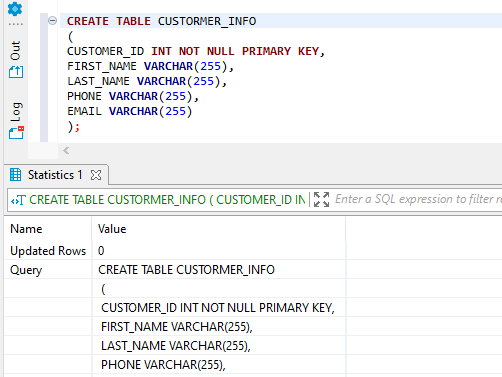 CREATE TABLE CUSTORMER_INFO
(
CUSTOMER_ID INT NOT NULL PRIMARY KEY,
FIRST_NAME VARCHAR(255),
LAST_NAME VARCHAR(255),
PHONE VARCHAR(255),
EMAIL VARCHAR(255)
);
Out
Log
Statistics 1
CREATE TABLE CUSTORMER_INFO ( CUSTOMER_ID IN
Enter a SQL expression to filter re
Name Value
Updated Rows 0
Query CREATE TABLE CUSTORMER_INFO
(
CUSTOMER_ID INT NOT NULL PRIMARY KEY,
FIRST_NAME VARCHAR(255),
LAST_NAME VARCHAR(255),
PHONE VARCHAR(255),